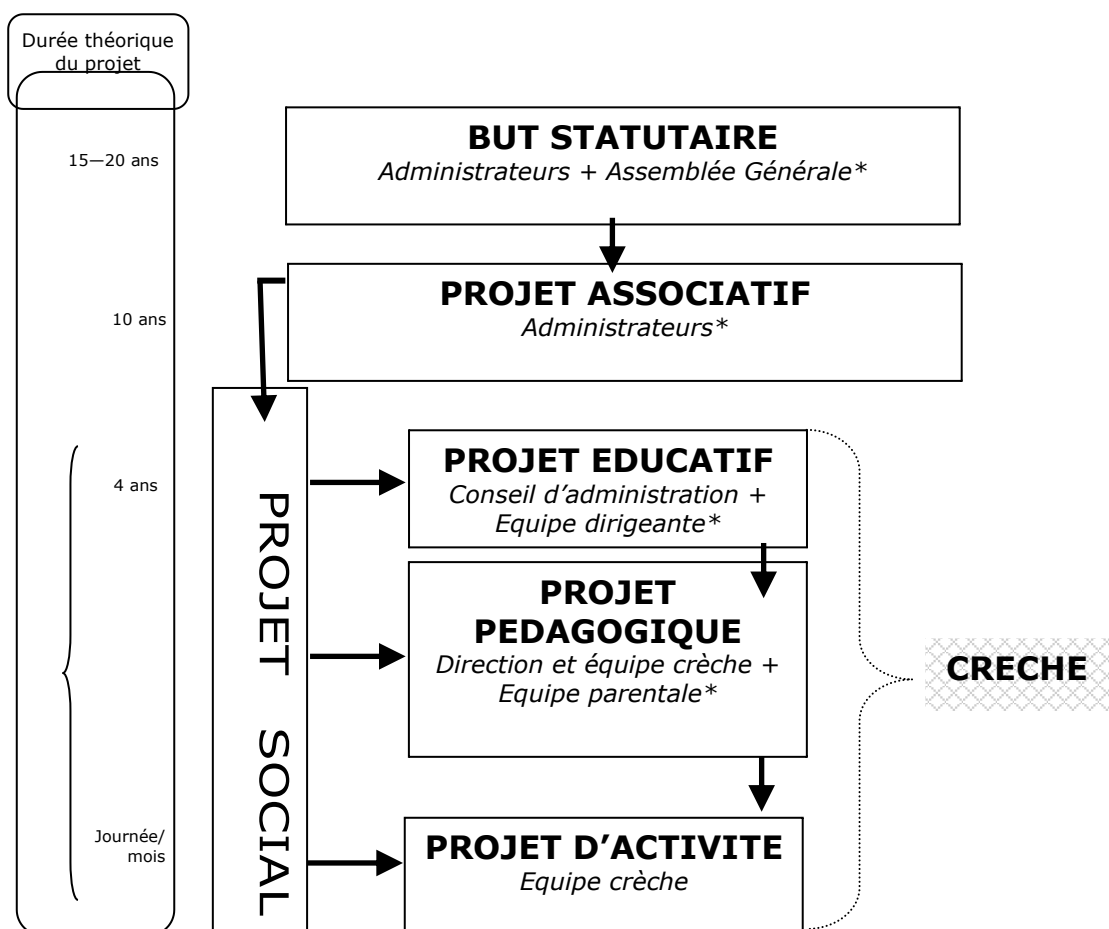 Durée théorique
du projet
15—20 ans
BUT STATUTAIRE
Administrateurs + Assemblée Générale*
10 ans
PROJET ASSOCIATIF
Administrateurs*
4 ans
PROJET SOCIAL
PROJET EDUCATIF
Conseil d’administration +
Equipe dirigeante*
PROJET
PEDAGOGIQUE
Direction et équipe crèche +
Equipe parentale*
CRECHE
Journée/
mois
PROJET D’ACTIVITE
Equipe crèche